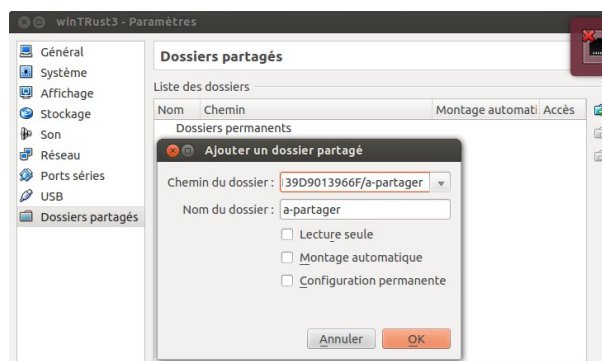 winTRust3 - Paramètres
Général
Système
Affichage
Stockage
Son
Réseau
Ports séries
USB
Dossiers partagés
Dossiers partagés
Liste des dossiers
Nom Chemin Montage automati Accès
Dossiers permanents
Ajouter un dossier partagé
Chemin du dossier : 39D9013966F/a-partager
Nom du dossier : a-partager
Lecture seule
Montage automatique
Configuration permanente
Annuler OK